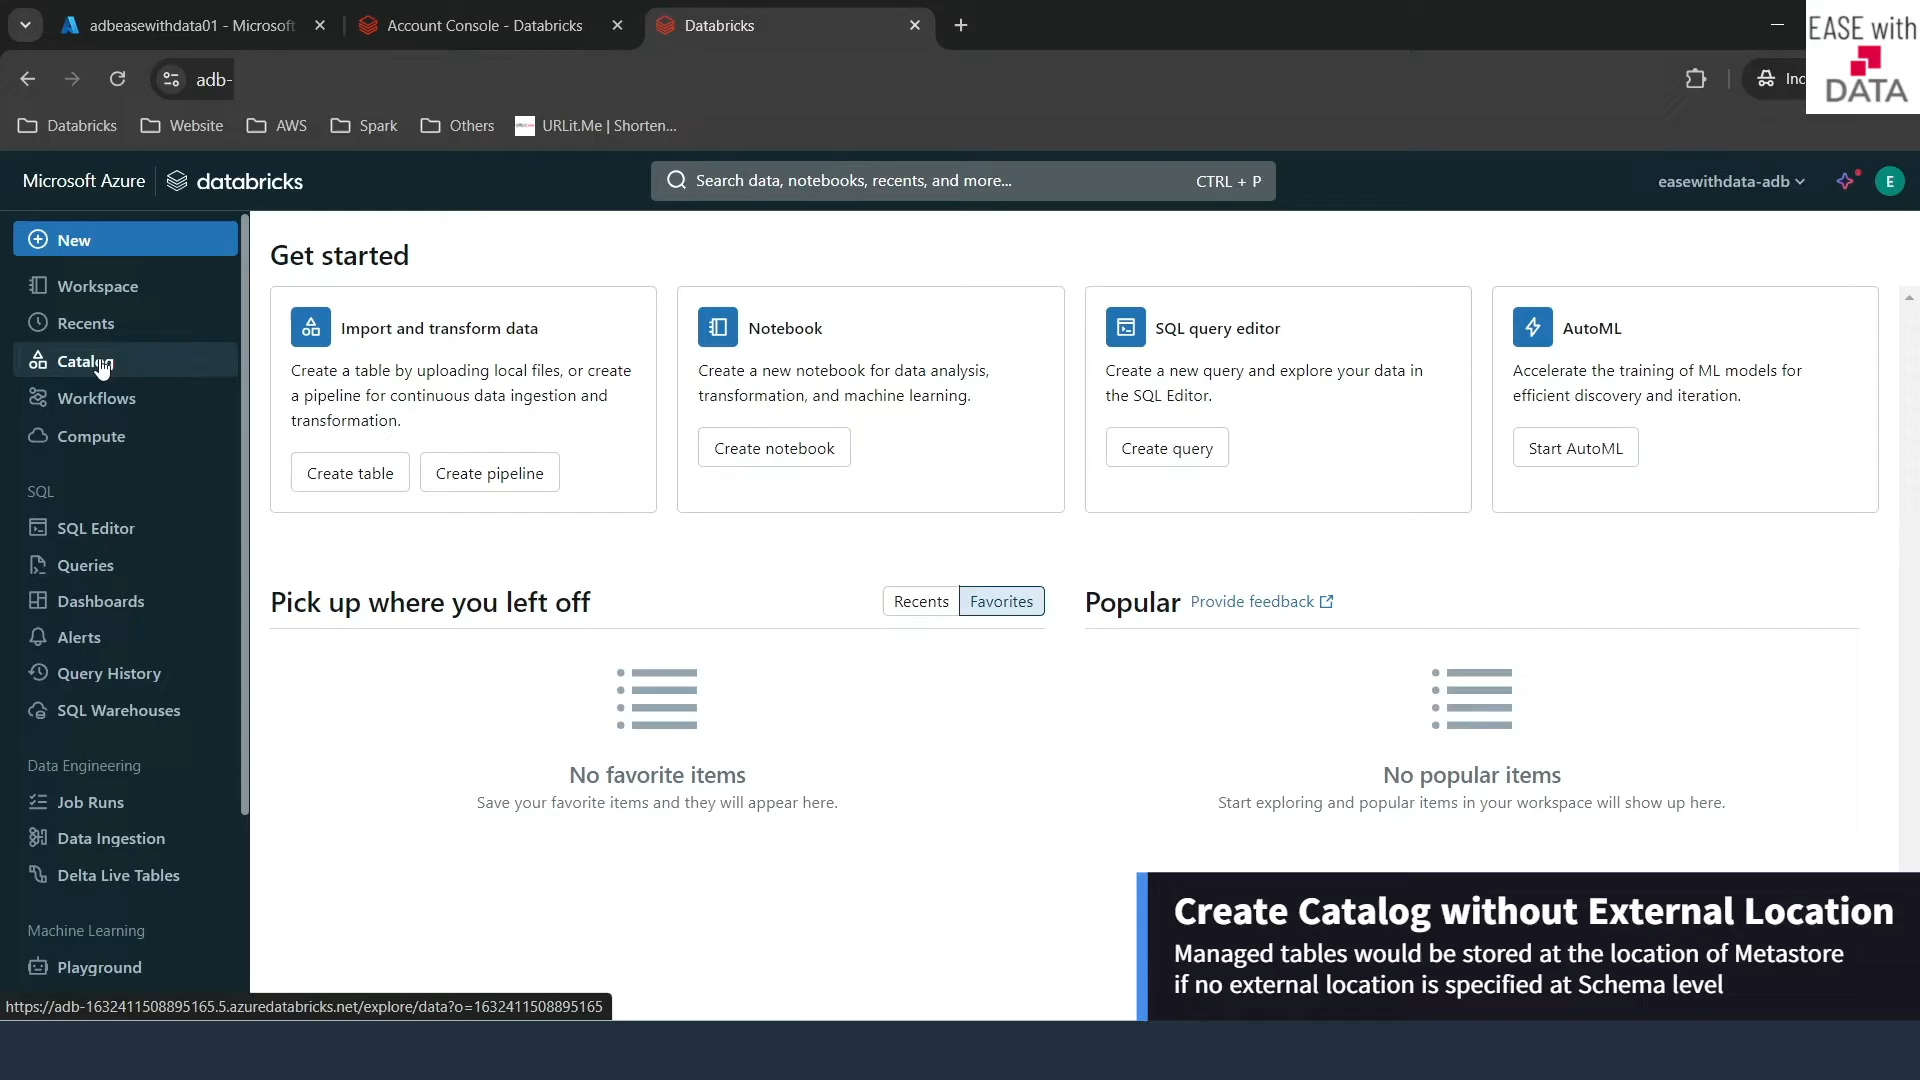 adbeasewithdata01 - Microsoft
Account Console - Databricks
Databricks
EASE with
DATA
adb-
Inc
Databricks
Website
AWS
Spark
Others
URLit.Me | Shorten...
Microsoft Azure
databricks
Search data, notebooks, recents, and more...
CTRL + P
easewithdata-adb
E
New
Workspace
Recents
Catalog
Workflows
Compute
SQL
SQL Editor
Queries
Dashboards
Alerts
Query History
SQL Warehouses
Data Engineering
Job Runs
Data Ingestion
Delta Live Tables
Machine Learning
Playground
Get started
Import and transform data
Create a table by uploading local files, or create
a pipeline for continuous data ingestion and
transformation.
Create table
Create pipeline
Notebook
Create a new notebook for data analysis,
transformation, and machine learning.
Create notebook
SQL query editor
Create a new query and explore your data in
the SQL Editor.
Create query
AutoML
Accelerate the training of ML models for
efficient discovery and iteration.
Start AutoML
Pick up where you left off
Recents
Favorites
No favorite items
Save your favorite items and they will appear here.
Popular
Provide feedback
No popular items
Start exploring and popular items in your workspace will show up here.
Create Catalog without External Location
Managed tables would be stored at the location of Metastore
if no external location is specified at Schema level
https://adb-1632411508895165.5.azuredatabricks.net/explore/data?o=1632411508895165